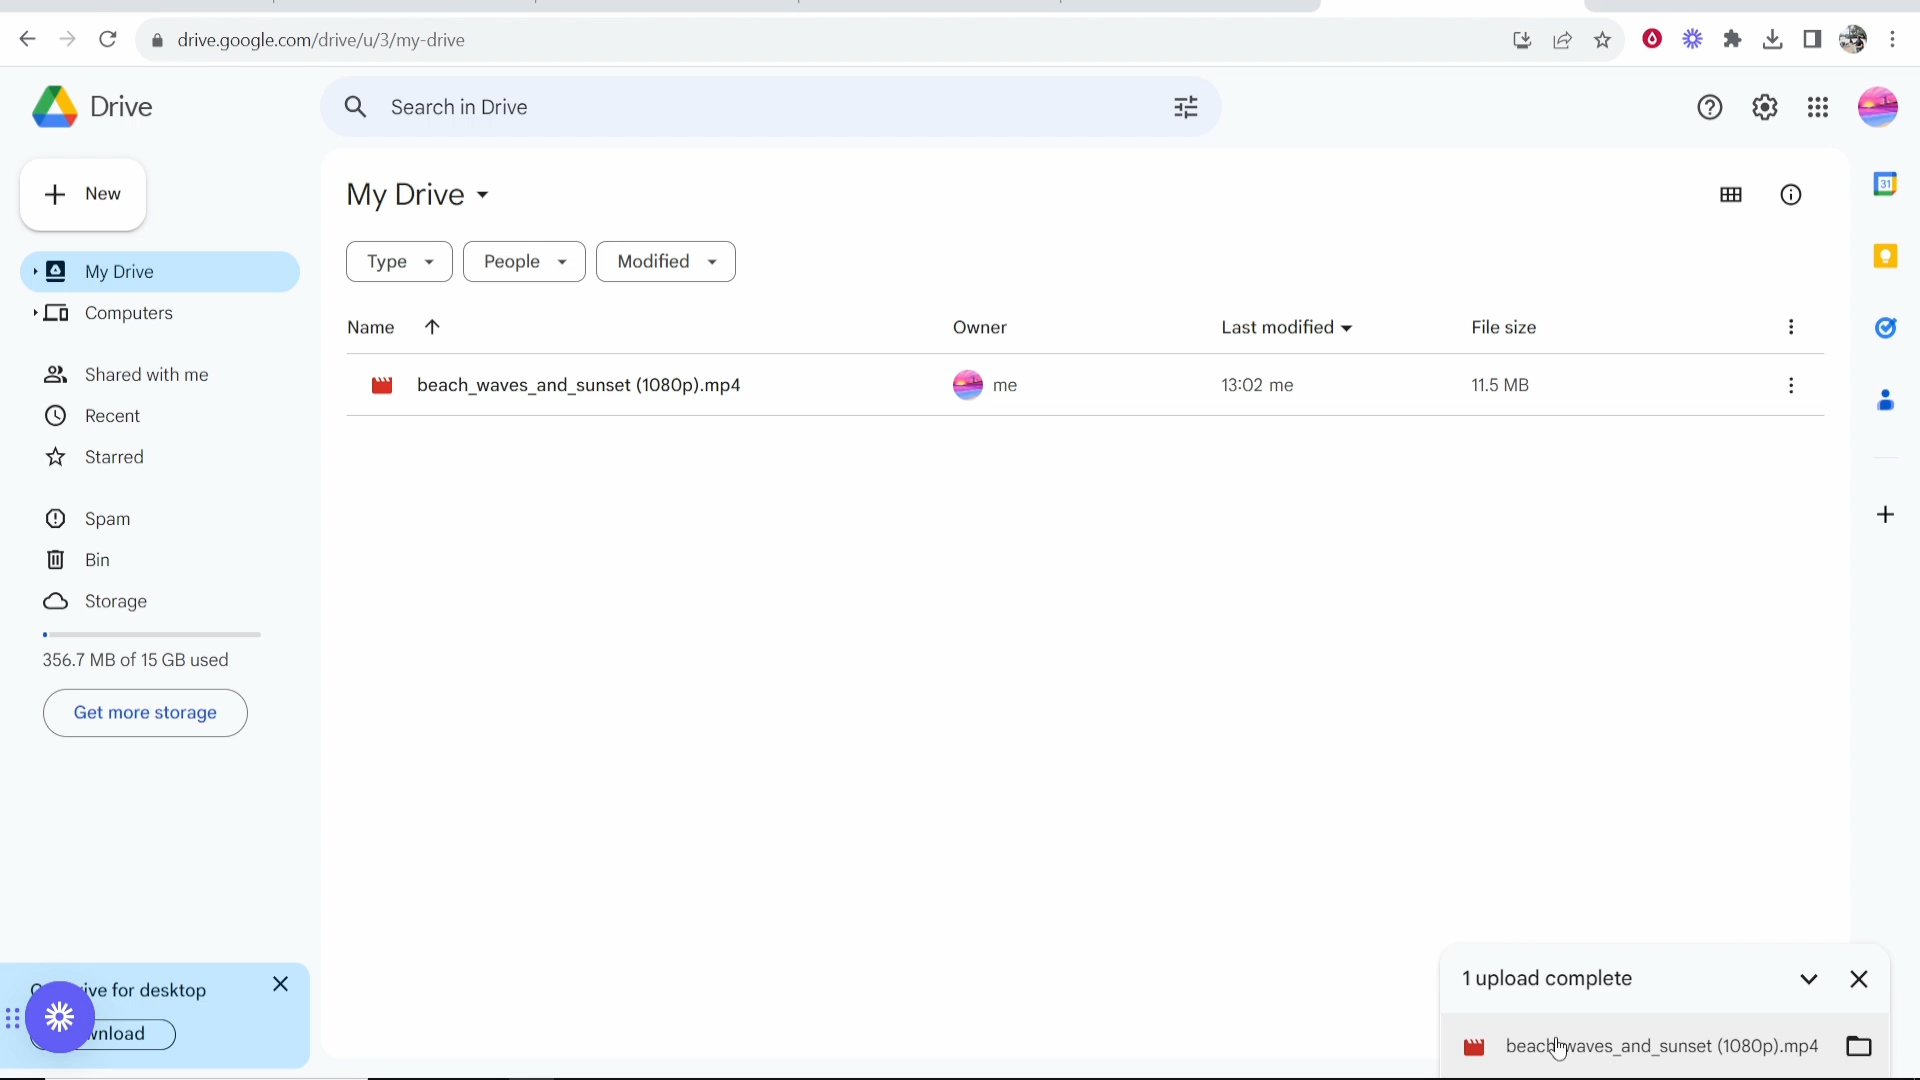 drive.google.com/drive/u/3/my-drive
Drive
Search in Drive
New
My Drive
Computers
Shared with me
Recent
Starred
Spam
Bin
Storage
356.7 MB of 15 GB used
Get more storage
My Drive
Type
People
Modified
Name
Owner
Last modified
File size
beach_waves_and_sunset (1080p).mp4
me
13:02 me
11.5 MB
31
for desktop
1 upload complete
beach_waves_and_sunset (1080p).mp4